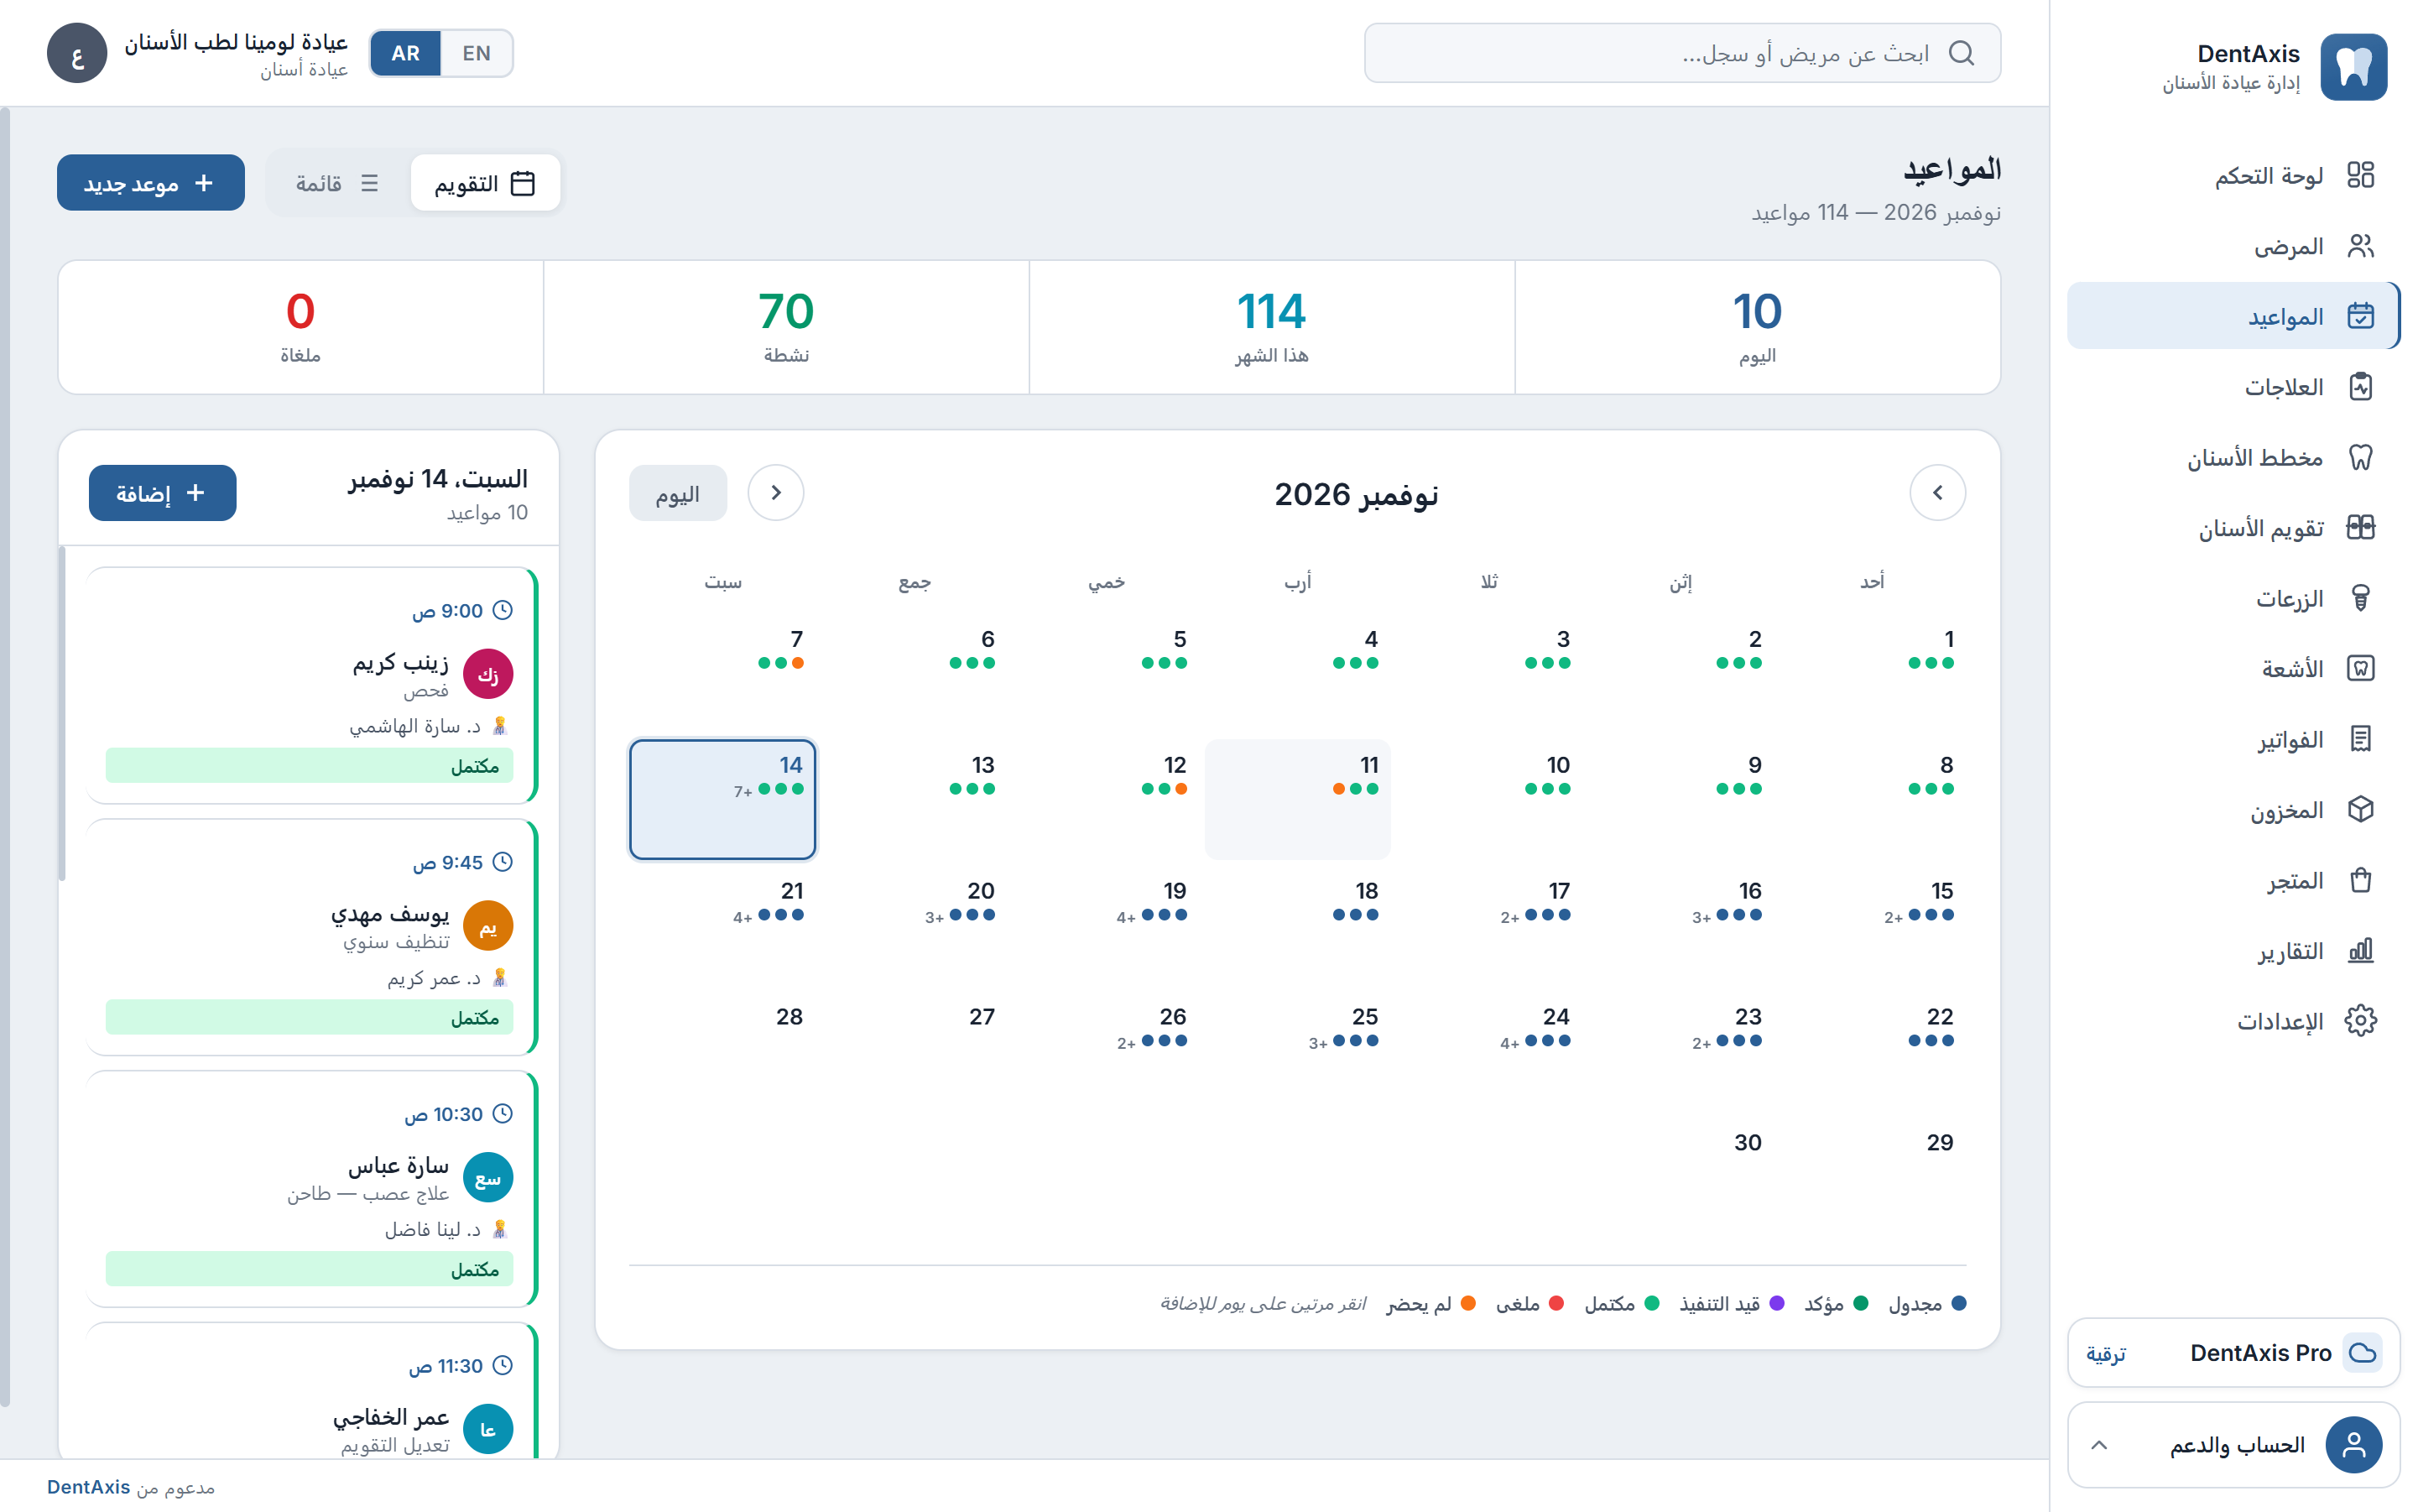 DentAxis
إدارة عيادة الأسنان
لوحة التحكم
المرضى
المواعيد
العلاجات
مخطط الأسنان
تقويم الأسنان
الزرعات
الأشعة
الفواتير
المخزون
المتجر
التقارير
الإعدادات
DentAxis Pro ترقية
الحساب والدعم
ابحث عن مريض أو سجل...
EN AR
عيادة لومينا لطب الأسنان
عيادة أسنان
ع
المواعيد
نوفمبر 2026 — 114 مواعيد
التقويم
قائمة
+ موعد جديد
10
اليوم
114
هذا الشهر
70
نشطة
0
ملغاة
نوفمبر 2026
اليوم
أحد إثن ثلا أرب خمي جمع سبت
1 2 3 4 5 6 7
8 9 10 11 12 13 14
+7
15 16 17 18 19 20 21
+2 +3 +2 +4 +3 +4
22 23 24 25 26 27 28
+2 +4 +3 +2
29 30
مجدول مؤكد قيد التنفيذ مكتمل ملغى لم يحضر انقر مرتين على يوم للإضافة
السبت، 14 نوفمبر
10 مواعيد
+ إضافة
9:00 ص
زك
زينب كريم
فحص
د. سارة الهاشمي
مكتمل
9:45 ص
يم
يوسف مهدي
تنظيف سنوي
د. عمر كريم
مكتمل
10:30 ص
سع
سارة عباس
علاج عصب — طاحن
د. لينا فاضل
مكتمل
11:30 ص
عا
عمر الخفاجي
تعديل التقويم
مدعوم من DentAxis